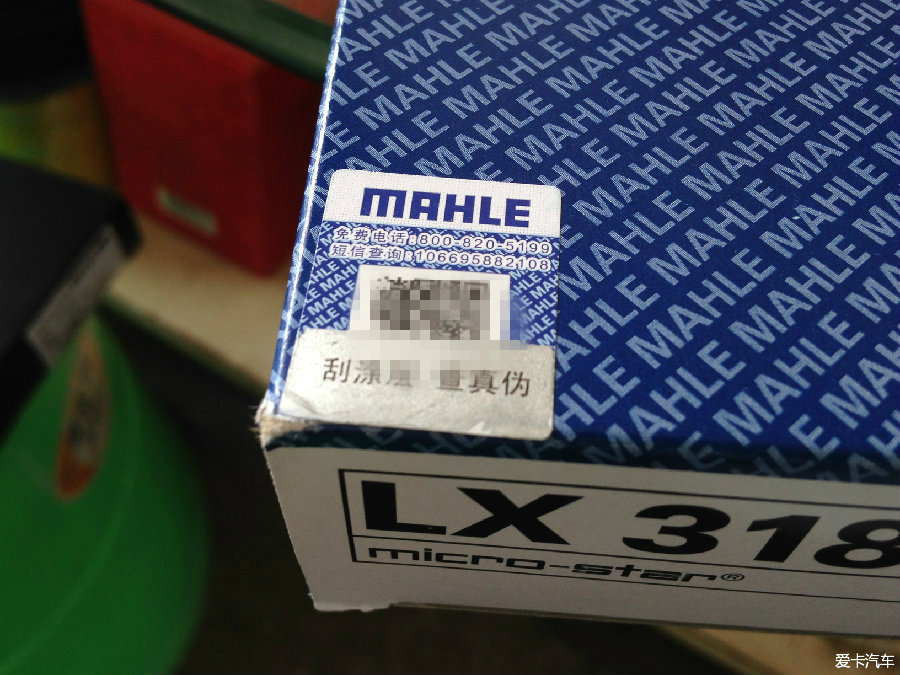 MAHLE
免费电话:800-820-5199
短信查询:106695882108
刮涂层 查真伪
LX 318
micro-star®
爱卡汽车